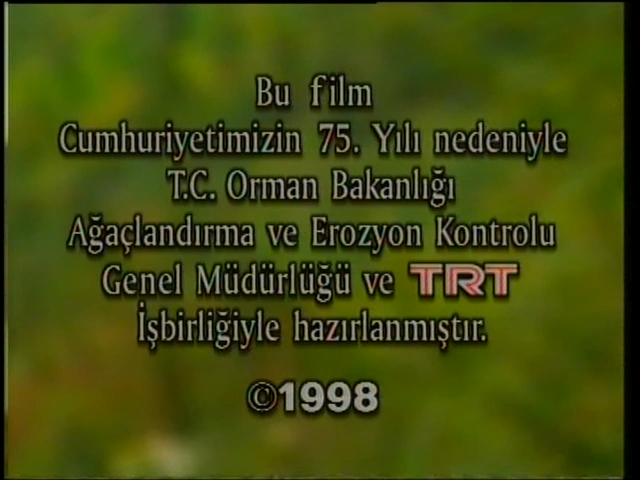 Bu film
Cumhuriyetimizin 75. Yılı nedeniyle
T.C. Orman Bakanlığı
Ağaçlandırma ve Erozyon Kontrolu
Genel Müdürlüğü ve TRT
İşbirliğiyle hazırlanmıştır.
©1998